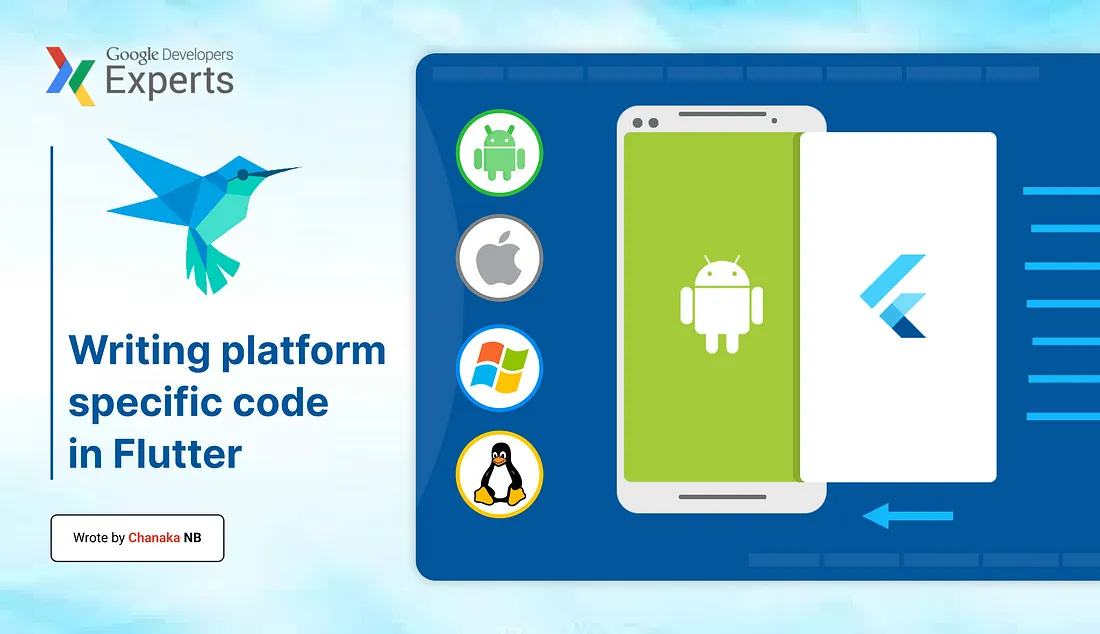 Google Developers
Experts
Writing platform
specific code
in Flutter
Wrote by Chanaka NB